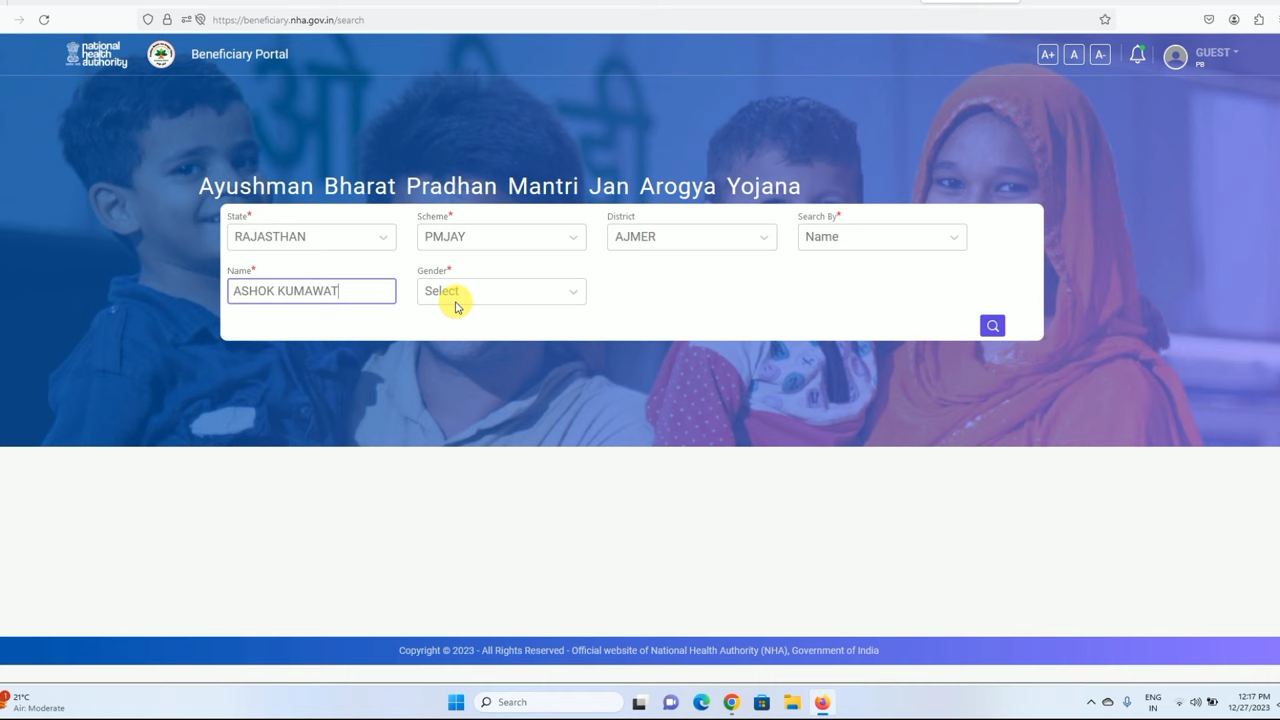 https://beneficiary.nha.gov.in/search
national
health
authority
Beneficiary Portal
A+ A A- GUEST
PB
Ayushman Bharat Pradhan Mantri Jan Arogya Yojana
State* Scheme* District Search By*
RAJASTHAN PMJAY AJMER Name
Name* Gender*
ASHOK KUMAWAT Select
Copyright © 2023 - All Rights Reserved - Official website of National Health Authority (NHA), Government of India
1 21°C
Air: Moderate
Search
ENG
IN
12:17 PM
12/27/2023